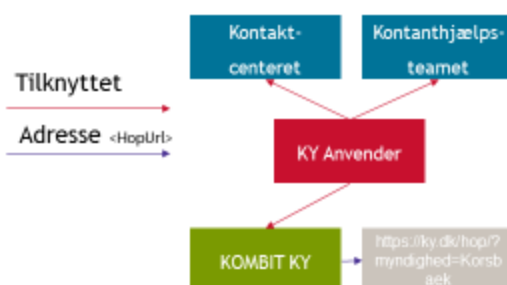 Kontakt-
centeret
Kontanthjælps-
teamet
Tilknyttet
Adresse <HopUrl>
KY Anvender
KOMBIT KY
https://ky.dk/hop/?
myndighed=Korsb
aek